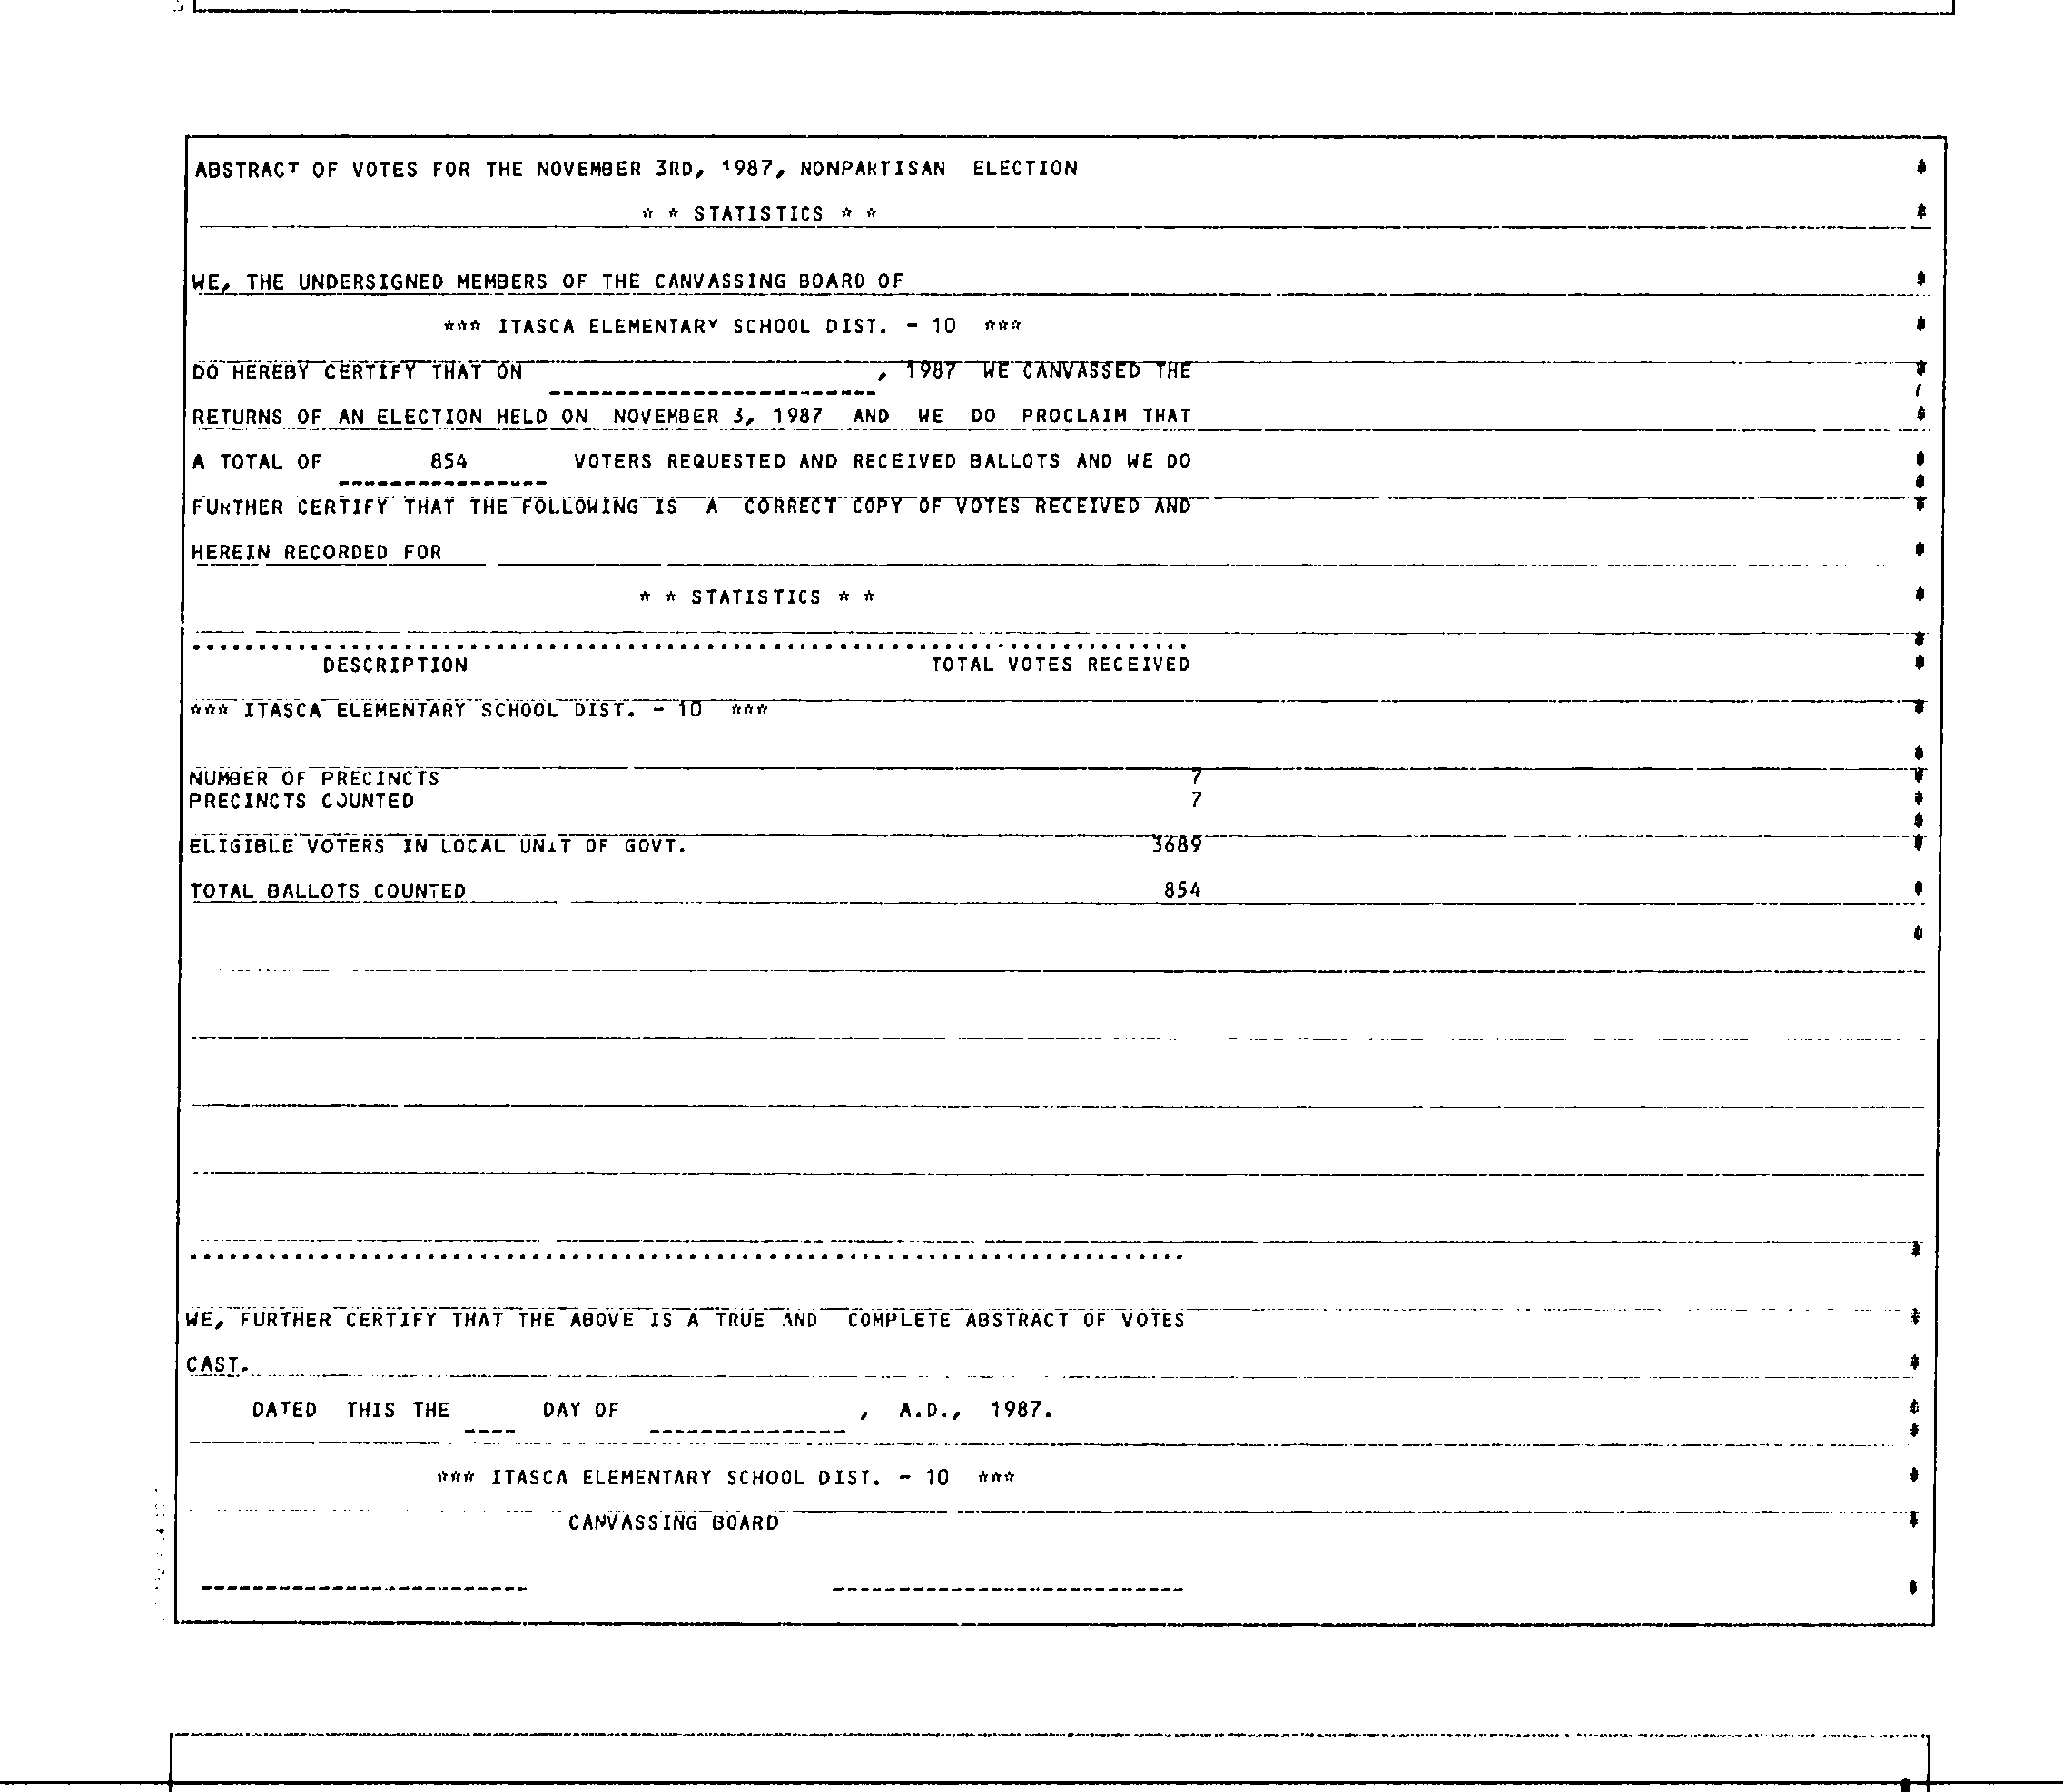 ABSTRACT OF VOTES FOR THE NOVEMBER 3RD, 1987, NONPARTISAN ELECTION
* * STATISTICS * *
WE, THE UNDERSIGNED MEMBERS OF THE CANVASSING BOARD OF
*** ITASCA ELEMENTARY SCHOOL DIST. - 10 ***
DO HEREBY CERTIFY THAT ON , 1987 WE CANVASSED THE
RETURNS OF AN ELECTION HELD ON NOVEMBER 3, 1987 AND WE DO PROCLAIM THAT
A TOTAL OF 854 VOTERS REQUESTED AND RECEIVED BALLOTS AND WE DO
FURTHER CERTIFY THAT THE FOLLOWING IS A CORRECT COPY OF VOTES RECEIVED AND
HEREIN RECORDED FOR
* * STATISTICS * *
DESCRIPTION TOTAL VOTES RECEIVED
*** ITASCA ELEMENTARY SCHOOL DIST. - 10 ***
NUMBER OF PRECINCTS 7
PRECINCTS COUNTED 7
ELIGIBLE VOTERS IN LOCAL UNIT OF GOVT. 3689
TOTAL BALLOTS COUNTED 854
WE, FURTHER CERTIFY THAT THE ABOVE IS A TRUE AND COMPLETE ABSTRACT OF VOTES
CAST.
DATED THIS THE DAY OF , A.D., 1987.
*** ITASCA ELEMENTARY SCHOOL DIST. - 10 ***
CANVASSING BOARD